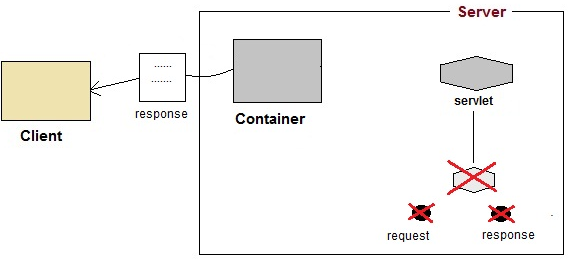 Server
......
.......
response
servlet
Container
Client
request
response